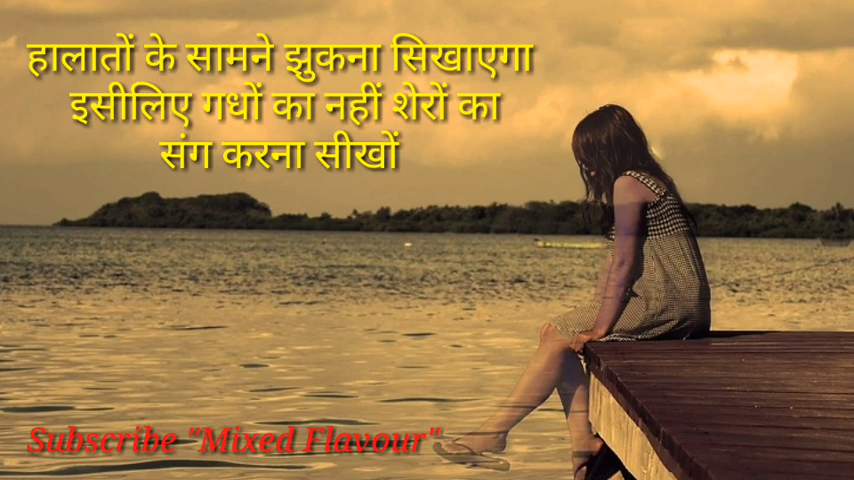 हालातों के सामने झुकना सिखाएगा
इसीलिए गधों का नहीं शेरों का
संग करना सीखों
Subscribe "Mixed Flavour"